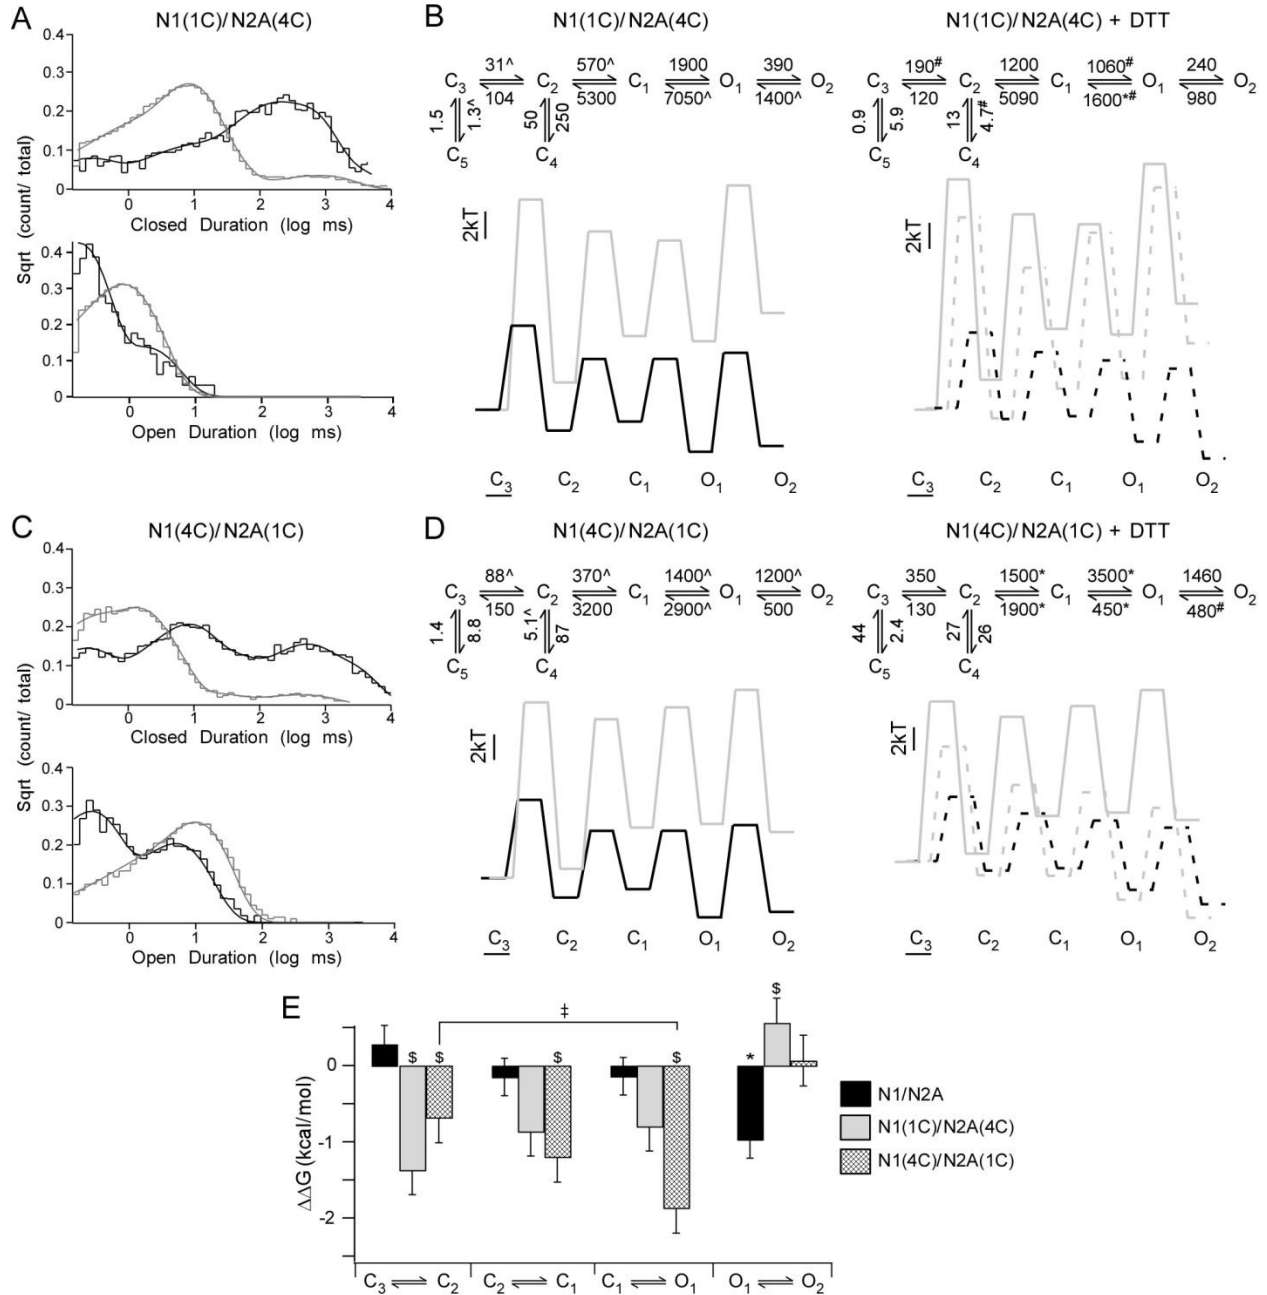 A
N1(1C)/N2A(4C)
0.4
0.3
0.2
0.1
0
0 1 2 3 4
Closed Duration (log ms)
0.4
0.3
0.2
0.1
0
0 1 2 3 4
Open Duration (log ms)
Sqrt (count/ total)
B
N1(1C)/N2A(4C)
31^ 570^ 1900 390
C3 C2 C1 O1 O2
104 5300 7050^ 1400^
1.5 1.3^ 50 250
C5 C4
2kT
C3 C2 C1 O1 O2
N1(1C)/N2A(4C) + DTT
190# 1200 1060# 240
C3 C2 C1 O1 O2
120 5090 1600*# 980
0.9 5.9 13 4.7#
C5 C4
2kT
C3 C2 C1 O1 O2
C
N1(4C)/N2A(1C)
0.4
0.3
0.2
0.1
0
0 1 2 3 4
Closed Duration (log ms)
0.4
0.3
0.2
0.1
0
0 1 2 3 4
Open Duration (log ms)
Sqrt (count/ total)
D
N1(4C)/N2A(1C)
88^ 370^ 1400^ 1200^
C3 C2 C1 O1 O2
150 3200 2900^ 500
1.4 8.8 5.1^ 87
C5 C4
2kT
C3 C2 C1 O1 O2
N1(4C)/N2A(1C) + DTT
350 1500* 3500* 1460
C3 C2 C1 O1 O2
130 1900* 450* 480#
44 2.4 27 26
C5 C4
2kT
C3 C2 C1 O1 O2
E
‡
$ $ $ $ * $
0
-1
-2
ΔΔG (kcal/mol)
C3 C2 C2 C1 C1 O1 O1 O2
N1/N2A
N1(1C)/N2A(4C)
N1(4C)/N2A(1C)